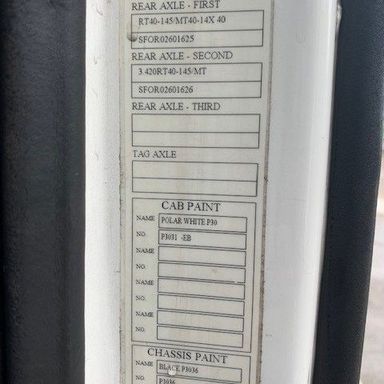 REAR AXLE - FIRST
RT40-145/MT40-14X 40
SFOR02601625
REAR AXLE - SECOND
3.420RT40-145/MT
SFOR02601626
REAR AXLE - THIRD
TAG AXLE
CAB PAINT
NAME POLAR WHITE P30
NO. P3031 -EB
NAME
NO.
NAME
NO.
NAME
NO.
CHASSIS PAINT
NAME BLACK P3036
NO. P3036